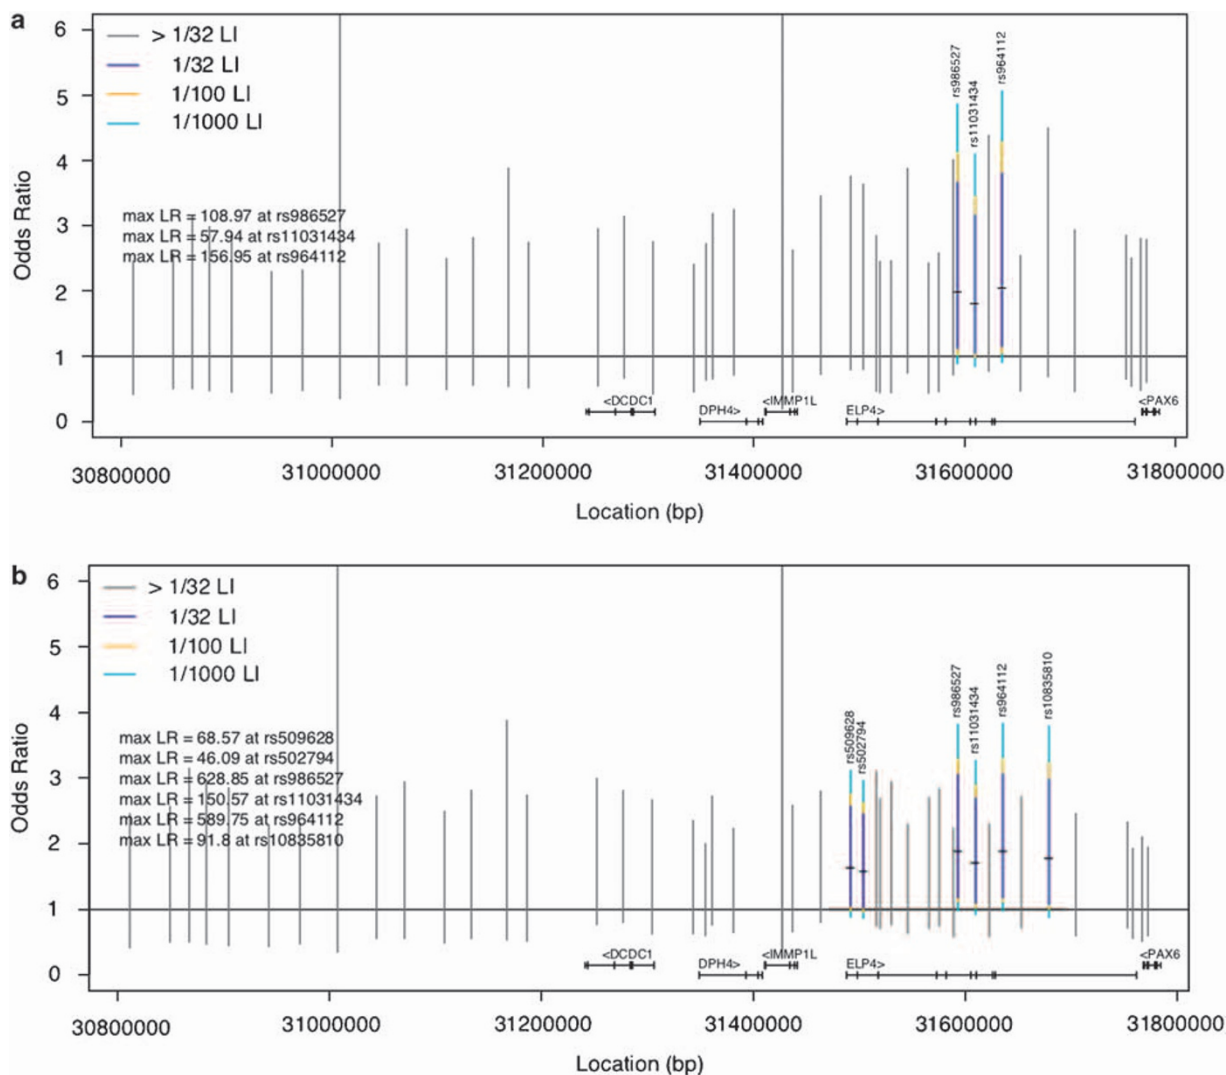 a
6
5
4
3
2
1
0
Odds Ratio
> 1/32 LI
1/32 LI
1/100 LI
1/1000 LI
max LR = 108.97 at rs986527
max LR = 57.94 at rs11031434
max LR = 156.95 at rs964112
rs986527
rs11031434
rs964112
<DCDC1
DPH4>
<IMMP1L
ELP4>
<PAX6
30800000 31000000 31200000 31400000 31600000 31800000
Location (bp)
b
6
5
4
3
2
1
0
Odds Ratio
> 1/32 LI
1/32 LI
1/100 LI
1/1000 LI
max LR = 68.57 at rs509628
max LR = 46.09 at rs502794
max LR = 628.85 at rs986527
max LR = 150.57 at rs11031434
max LR = 589.75 at rs964112
max LR = 91.8 at rs10835810
rs509628
rs502794
rs986527
rs11031434
rs964112
rs10835810
<DCDC1
DPH4>
<IMMP1L
ELP4>
<PAX6
30800000 31000000 31200000 31400000 31600000 31800000
Location (bp)